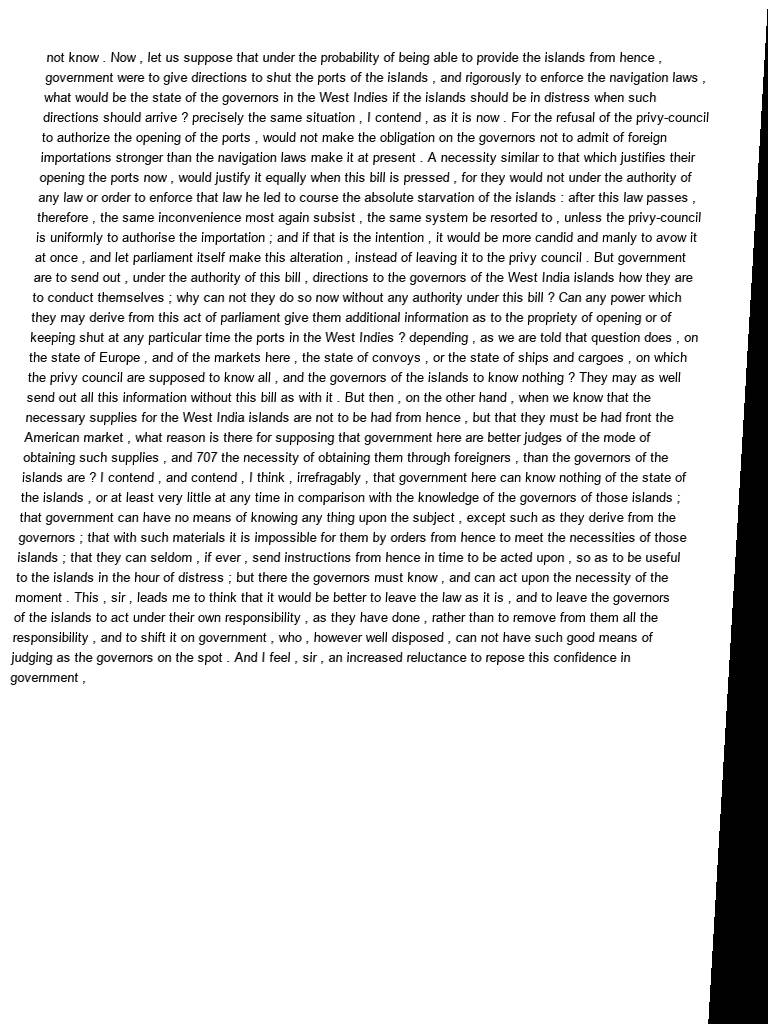 not know . Now , let us suppose that under the probability of being able to provide the islands from hence ,
government were to give directions to shut the ports of the islands , and rigorously to enforce the navigation laws ,
what would be the state of the governors in the West Indies if the islands should be in distress when such
directions should arrive ? precisely the same situation , I contend , as it is now . For the refusal of the privy-council
to authorize the opening of the ports , would not make the obligation on the governors not to admit of foreign
importations stronger than the navigation laws make it at present . A necessity similar to that which justifies their
opening the ports now , would justify it equally when this bill is pressed , for they would not under the authority of
any law or order to enforce that law he led to course the absolute starvation of the islands : after this law passes ,
therefore , the same inconvenience most again subsist , the same system be resorted to , unless the privy-council
is uniformly to authorise the importation ; and if that is the intention , it would be more candid and manly to avow it
at once , and let parliament itself make this alteration , instead of leaving it to the privy council . But government
are to send out , under the authority of this bill , directions to the governors of the West India islands how they are
to conduct themselves ; why can not they do so now without any authority under this bill ? Can any power which
they may derive from this act of parliament give them additional information as to the propriety of opening or of
keeping shut at any particular time the ports in the West Indies ? depending , as we are told that question does , on
the state of Europe , and of the markets here , the state of convoys , or the state of ships and cargoes , on which
the privy council are supposed to know all , and the governors of the islands to know nothing ? They may as well
send out all this information without this bill as with it . But then , on the other hand , when we know that the
necessary supplies for the West India islands are not to be had from hence , but that they must be had front the
American market , what reason is there for supposing that government here are better judges of the mode of
obtaining such supplies , and 707 the necessity of obtaining them through foreigners , than the governors of the
islands are ? I contend , and contend , I think , irrefragably , that government here can know nothing of the state of
the islands , or at least very little at any time in comparison with the knowledge of the governors of those islands ;
that government can have no means of knowing any thing upon the subject , except such as they derive from the
governors ; that with such materials it is impossible for them by orders from hence to meet the necessities of those
islands ; that they can seldom , if ever , send instructions from hence in time to be acted upon , so as to be useful
to the islands in the hour of distress ; but there the governors must know , and can act upon the necessity of the
moment . This , sir , leads me to think that it would be better to leave the law as it is , and to leave the governors
of the islands to act under their own responsibility , as they have done , rather than to remove from them all the
responsibility , and to shift it on government , who , however well disposed , can not have such good means of
judging as the governors on the spot . And I feel , sir , an increased reluctance to repose this confidence in
government ,